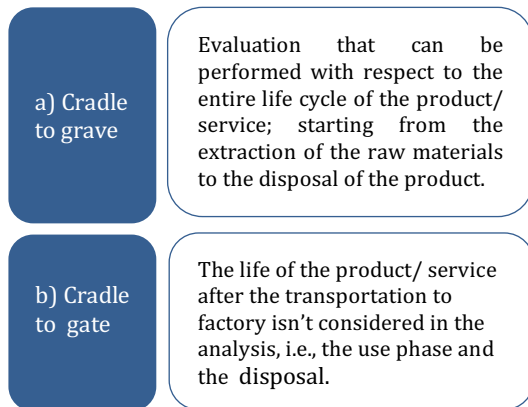 a) Cradle
to grave
Evaluation that can be
performed with respect to the
entire life cycle of the product/
service; starting from the
extraction of the raw materials
to the disposal of the product.
b) Cradle
to gate
The life of the product/ service
after the transportation to
factory isn’t considered in the
analysis, i.e., the use phase and
the disposal.